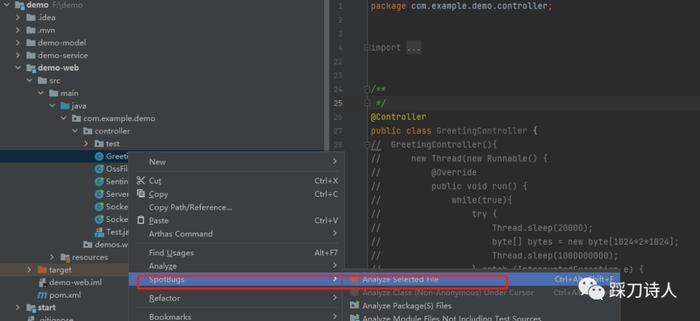 demo F:\demo
.idea
.mvn
demo-model
demo-service
demo-web
src
main
java
com.example.demo
controller
test
Greeti
OssFil
Sentin
Server
Socke
Socke
Test.ja
demos.w
resources
target
demo-web.iml
pom.xml
start
.gitignore
New
Cut Ctrl+X
Copy Ctrl+C
Copy Path/Reference...
Paste Ctrl+V
Arthas Command
Find Usages Alt+F7
Analyze
SpotBugs
Refactor
Bookmarks
Analyze Selected File
Analyze Class (Non-Anonymous) Under Cursor
Analyze Package(s) Files
Analyze Module Files Not Including Test Sources
1 package com.example.demo.controller;
2
3
4 import ...
24 /**
25 */
26 @Controller
27 public class GreetingController {
28 // GreetingController(){
// new Thread(new Runnable() {
// @Override
// public void run() {
// while(true){
// try {
// Thread.sleep(20000);
// byte[] bytes = new byte[1024*2*1024];
// Thread.sleep(1000000000);
踩刀诗人